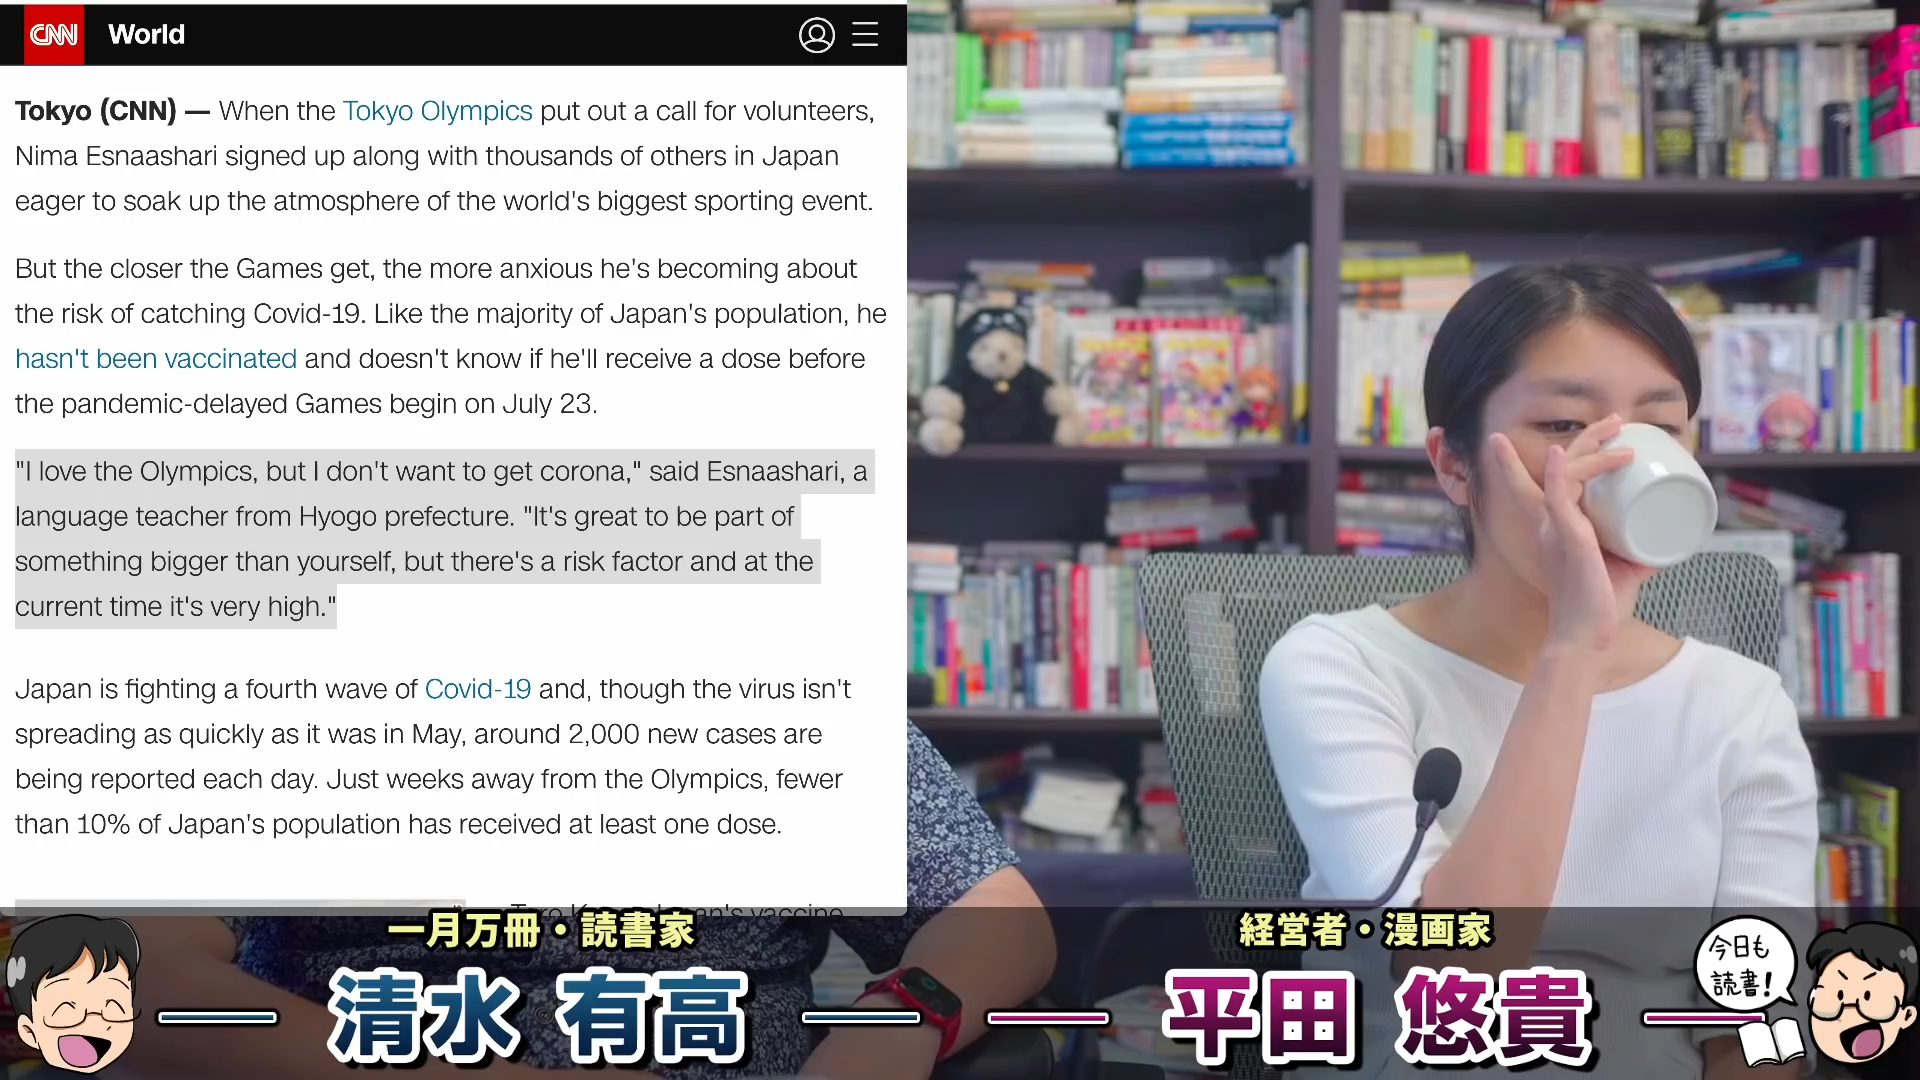 CNN World
Tokyo (CNN) — When the Tokyo Olympics put out a call for volunteers,
Nima Esnaashari signed up along with thousands of others in Japan
eager to soak up the atmosphere of the world's biggest sporting event.
But the closer the Games get, the more anxious he's becoming about
the risk of catching Covid-19. Like the majority of Japan's population, he
hasn't been vaccinated and doesn't know if he'll receive a dose before
the pandemic-delayed Games begin on July 23.
"I love the Olympics, but I don't want to get corona," said Esnaashari, a
language teacher from Hyogo prefecture. "It's great to be part of
something bigger than yourself, but there's a risk factor and at the
current time it's very high."
Japan is fighting a fourth wave of Covid-19 and, though the virus isn't
spreading as quickly as it was in May, around 2,000 new cases are
being reported each day. Just weeks away from the Olympics, fewer
than 10% of Japan's population has received at least one dose.
一月万冊・読書家
清水 有高
経営者・漫画家
平田 悠貴
今日も
読書!